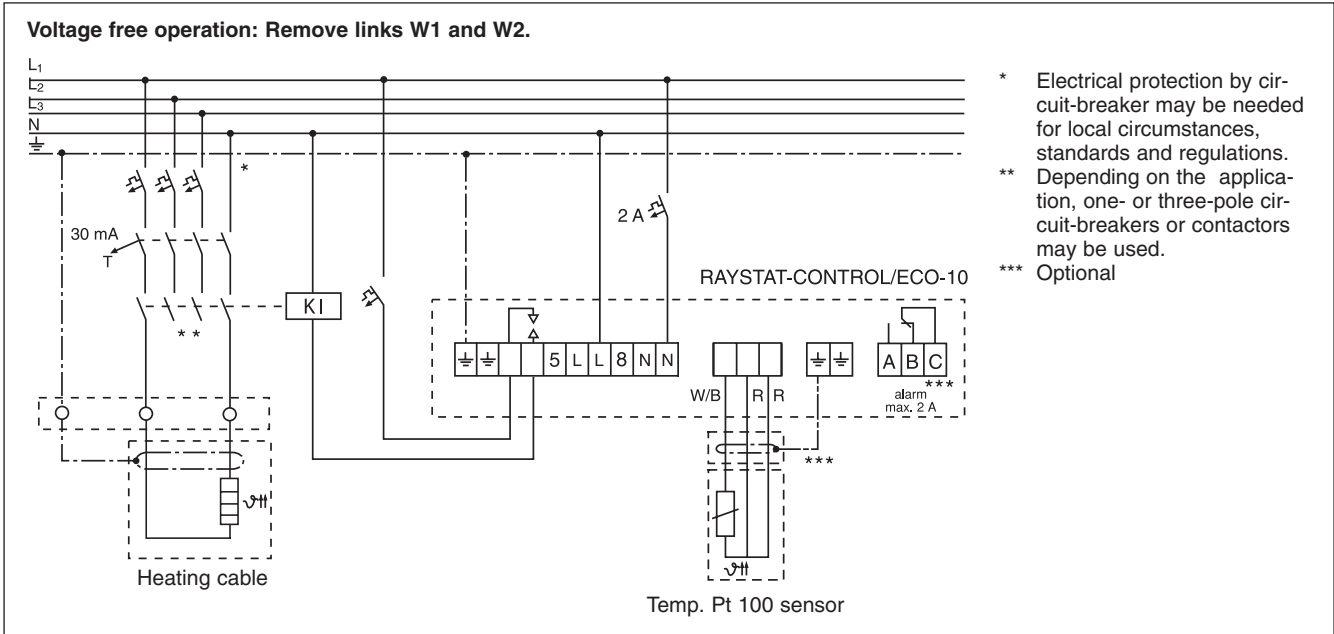 Voltage free operation: Remove links W1 and W2.
L1
L2
L3
N
*
30 mA
T
* *
KI
2 A
RAYSTAT-CONTROL/ECO-10
5 L L 8 N N
A B C
***
alarm
max. 2 A
W/B R R
***
ϑ
Heating cable
ϑ
Temp. Pt 100 sensor
* Electrical protection by cir-
cuit-breaker may be needed
for local circumstances,
standards and regulations.
** Depending on the applica-
tion, one- or three-pole cir-
cuit-breakers or contactors
may be used.
*** Optional